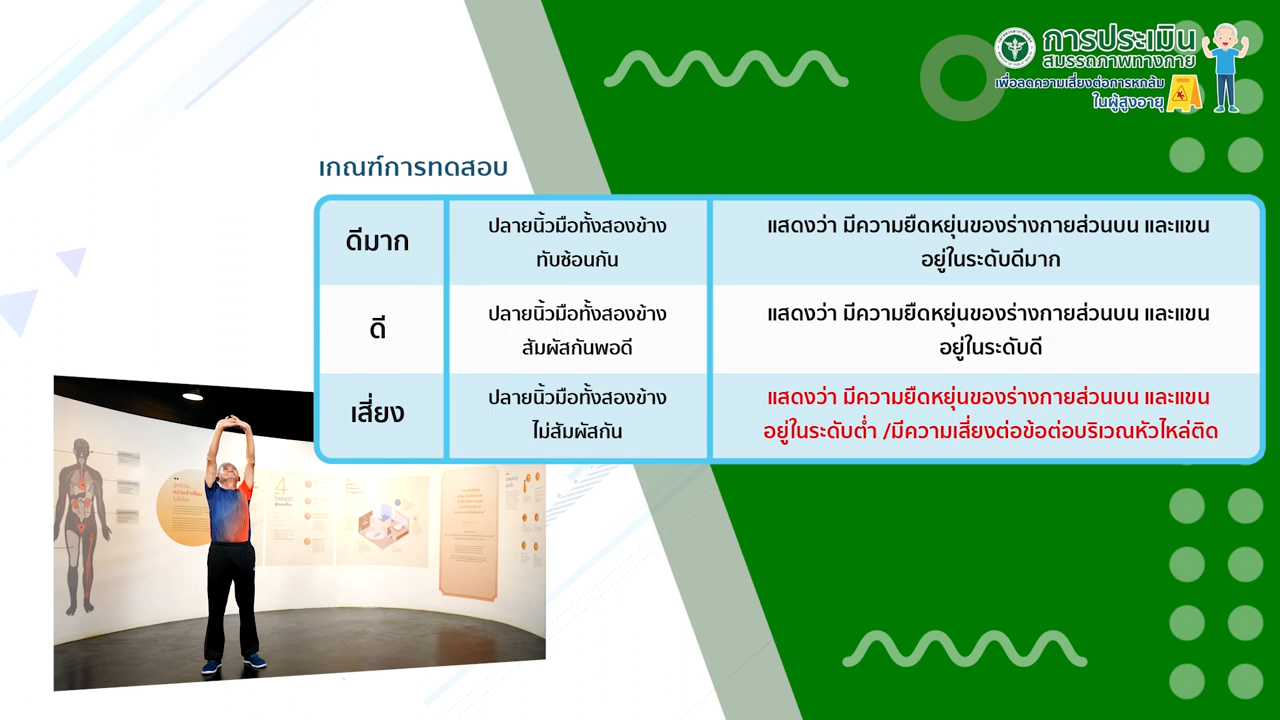 การประเมิน
สมรรถภาพทางกาย
เพื่อลดความเสี่ยงต่อการหกล้ม
ในผู้สูงอายุ
เกณฑ์การทดสอบ
ดีมาก
ปลายนิ้วมือทั้งสองข้าง
ทับซ้อนกัน
แสดงว่า มีความยืดหยุ่นของร่างกายส่วนบน และแขน
อยู่ในระดับดีมาก
ดี
ปลายนิ้วมือทั้งสองข้าง
สัมผัสกันพอดี
แสดงว่า มีความยืดหยุ่นของร่างกายส่วนบน และแขน
อยู่ในระดับดี
เสี่ยง
ปลายนิ้วมือทั้งสองข้าง
ไม่สัมผัสกัน
แสดงว่า มีความยืดหยุ่นของร่างกายส่วนบน และแขน
อยู่ในระดับต่ำ /มีความเสี่ยงต่อข้อต่อบริเวณหัวไหล่ติด
4
SMART